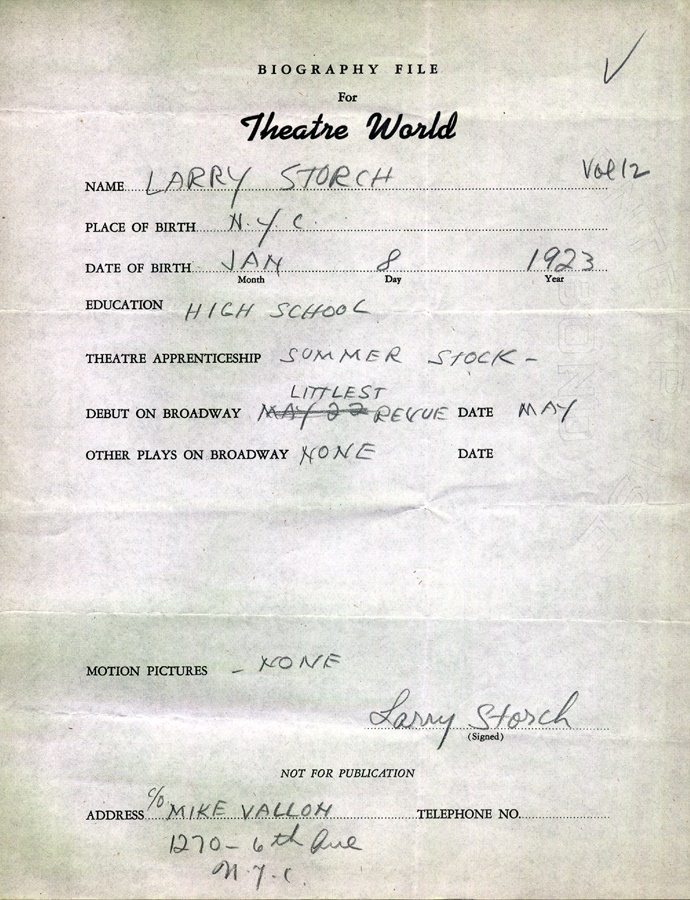 BIOGRAPHY FILE
For
Theatre World
Vol 12
NAME LARRY STORCH
PLACE OF BIRTH N.Y.C.
DATE OF BIRTH JAN 8 1923
Month Day Year
EDUCATION HIGH SCHOOL
THEATRE APPRENTICESHIP SUMMER STOCK -
LITTLEST
DEBUT ON BROADWAY MAY 22 REVUE DATE MAY
OTHER PLAYS ON BROADWAY NONE DATE
MOTION PICTURES - NONE
Larry Storch
(Signed)
NOT FOR PUBLICATION
ADDRESS c/o MIKE VALLON TELEPHONE NO.
1270 - 6th Ave
N.Y.C.